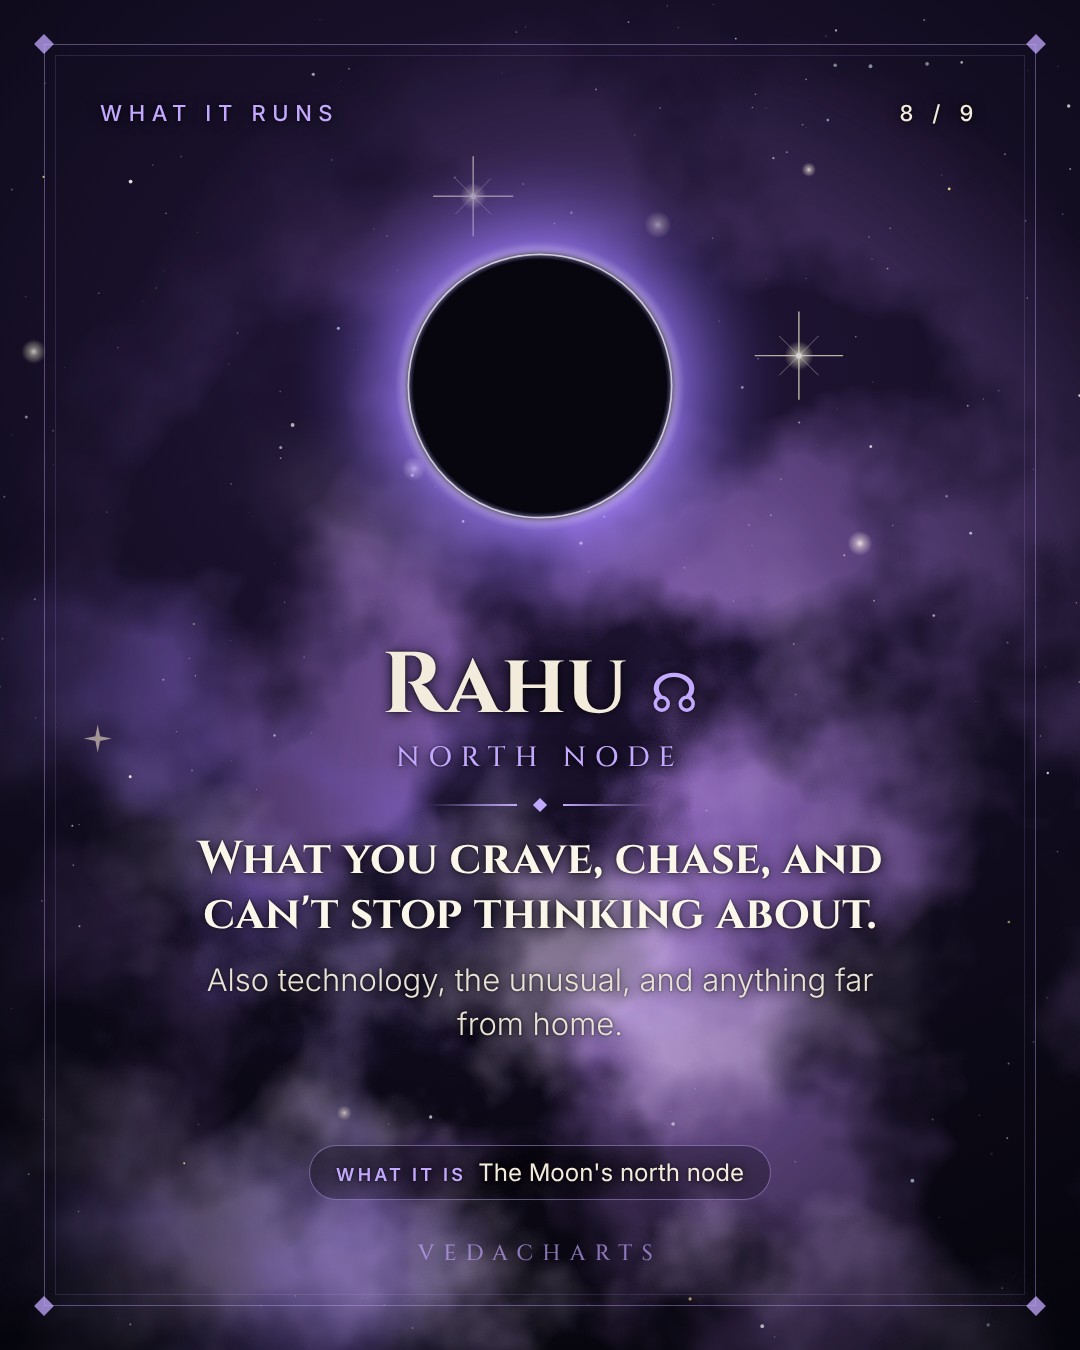 WHAT IT RUNS
8 / 9
RAHU ☊
NORTH NODE
WHAT YOU CRAVE, CHASE, AND
CAN'T STOP THINKING ABOUT.
Also technology, the unusual, and anything far
from home.
WHAT IT IS The Moon's north node
VEDACHARTS